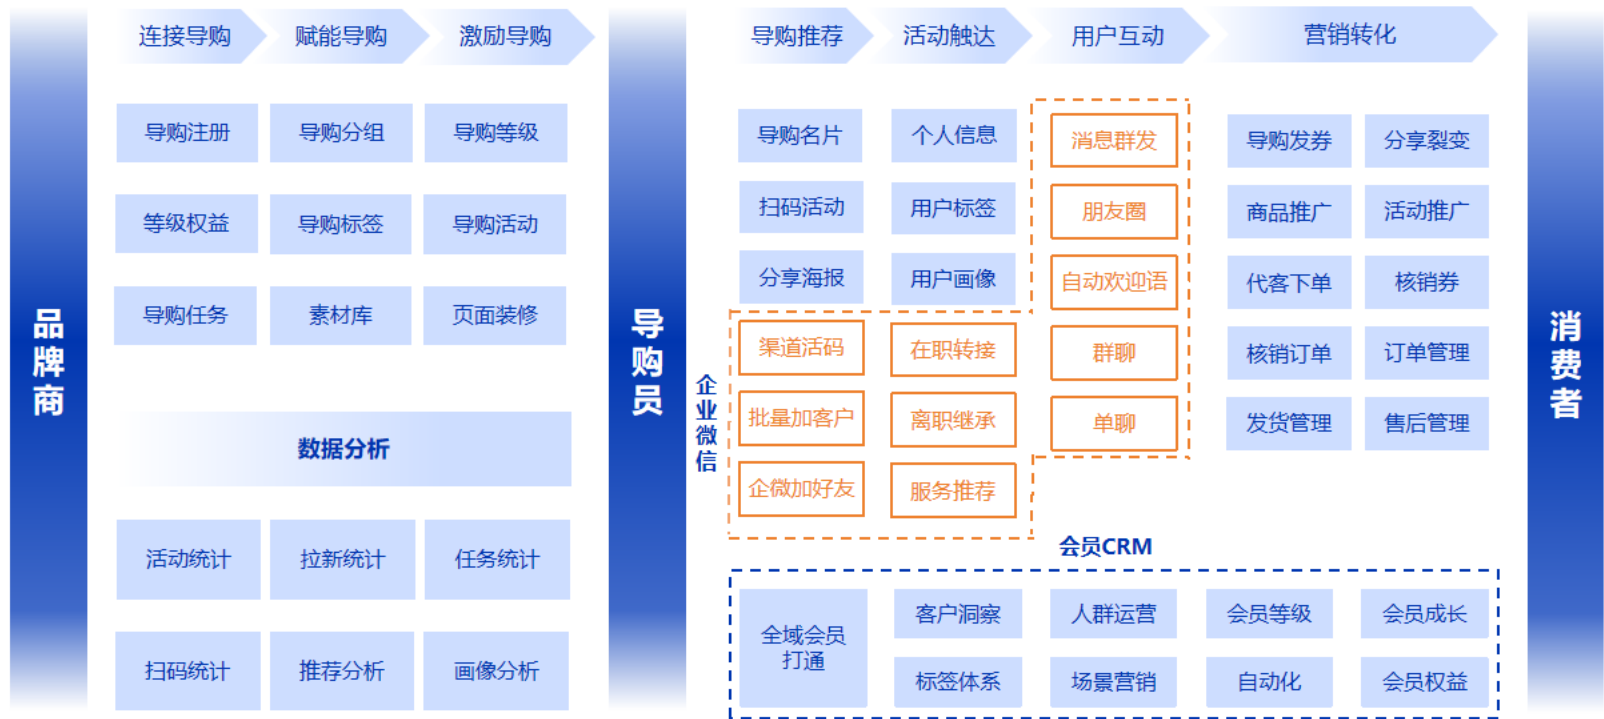 品牌商
连接导购
赋能导购
激励导购
导购注册
导购分组
导购等级
等级权益
导购标签
导购活动
导购任务
素材库
页面装修
数据分析
活动统计
拉新统计
任务统计
扫码统计
推荐分析
画像分析
导购员
导购推荐
活动触达
用户互动
营销转化
导购名片
个人信息
消息群发
导购发券
分享裂变
扫码活动
用户标签
朋友圈
商品推广
活动推广
分享海报
用户画像
自动欢迎语
代客下单
核销券
企业微信
渠道活码
在职转接
群聊
核销订单
订单管理
批量加客户
离职继承
单聊
发货管理
售后管理
企微加好友
服务推荐
会员CRM
全域会员
打通
客户洞察
人群运营
会员等级
会员成长
标签体系
场景营销
自动化
会员权益
消费者